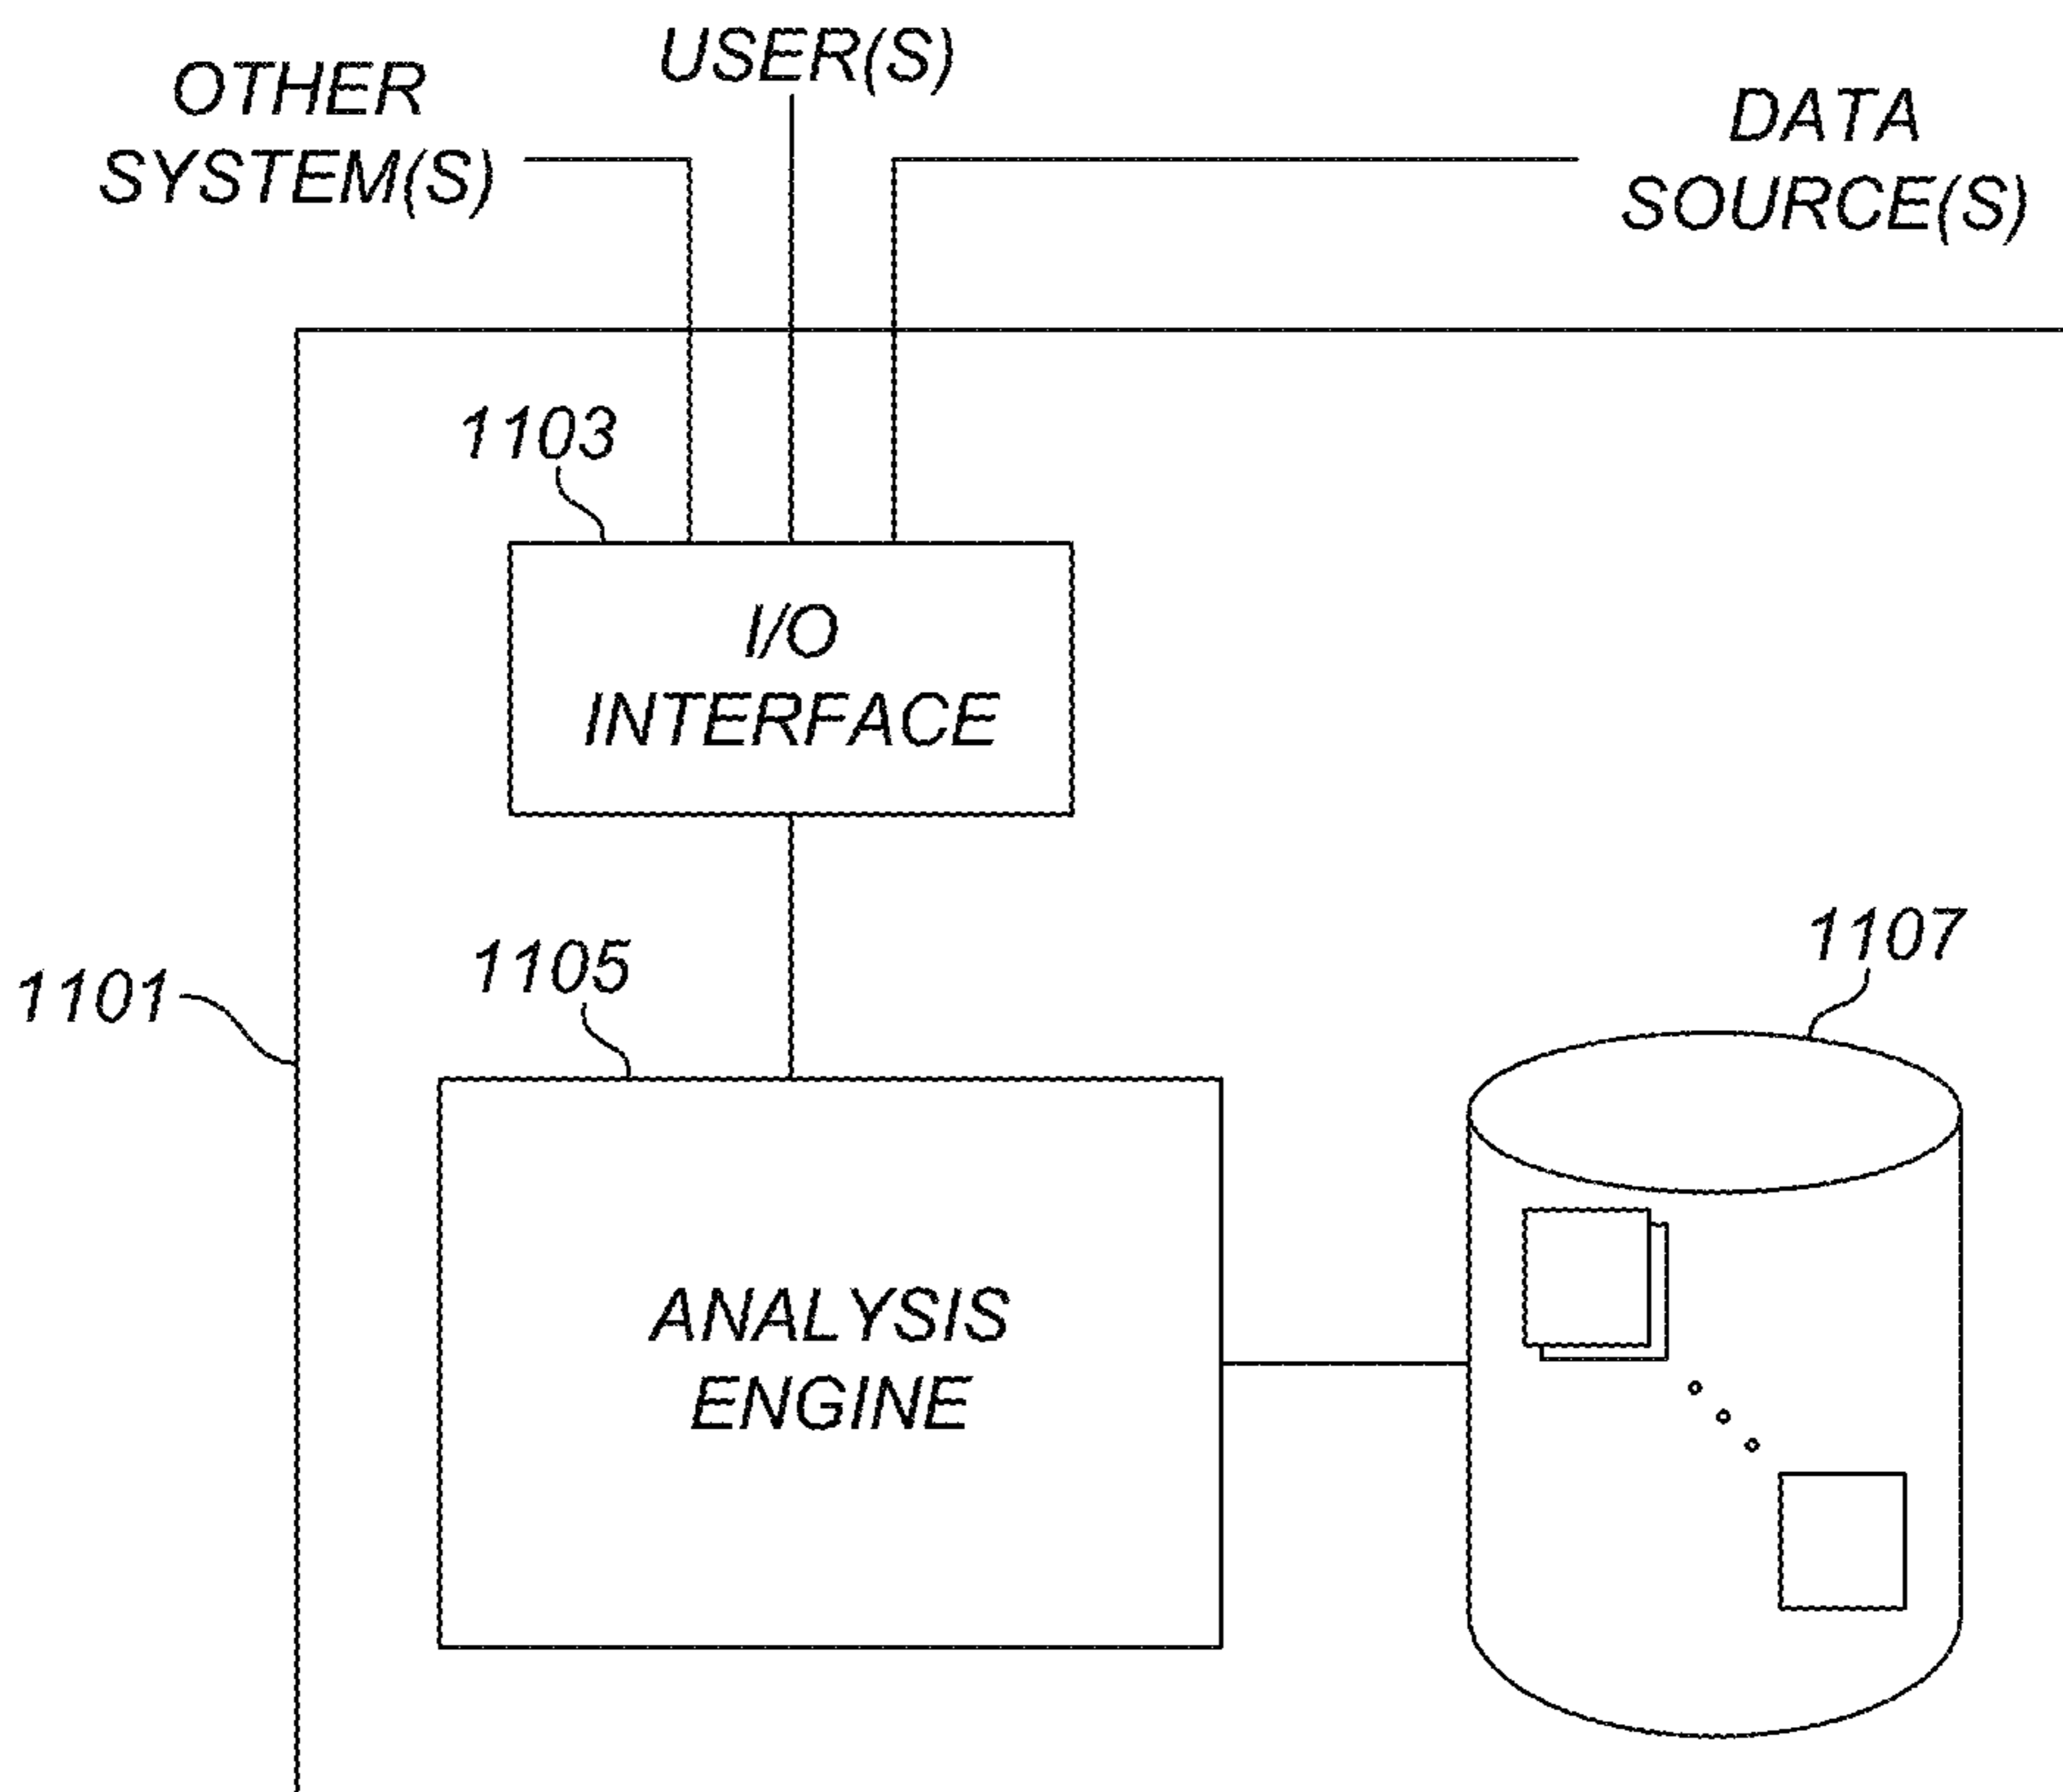 OTHER
SYSTEM(S)
USER(S)
DATA
SOURCE(S)
1103
I/O
INTERFACE
1105
1101
1107
ANALYSIS
ENGINE